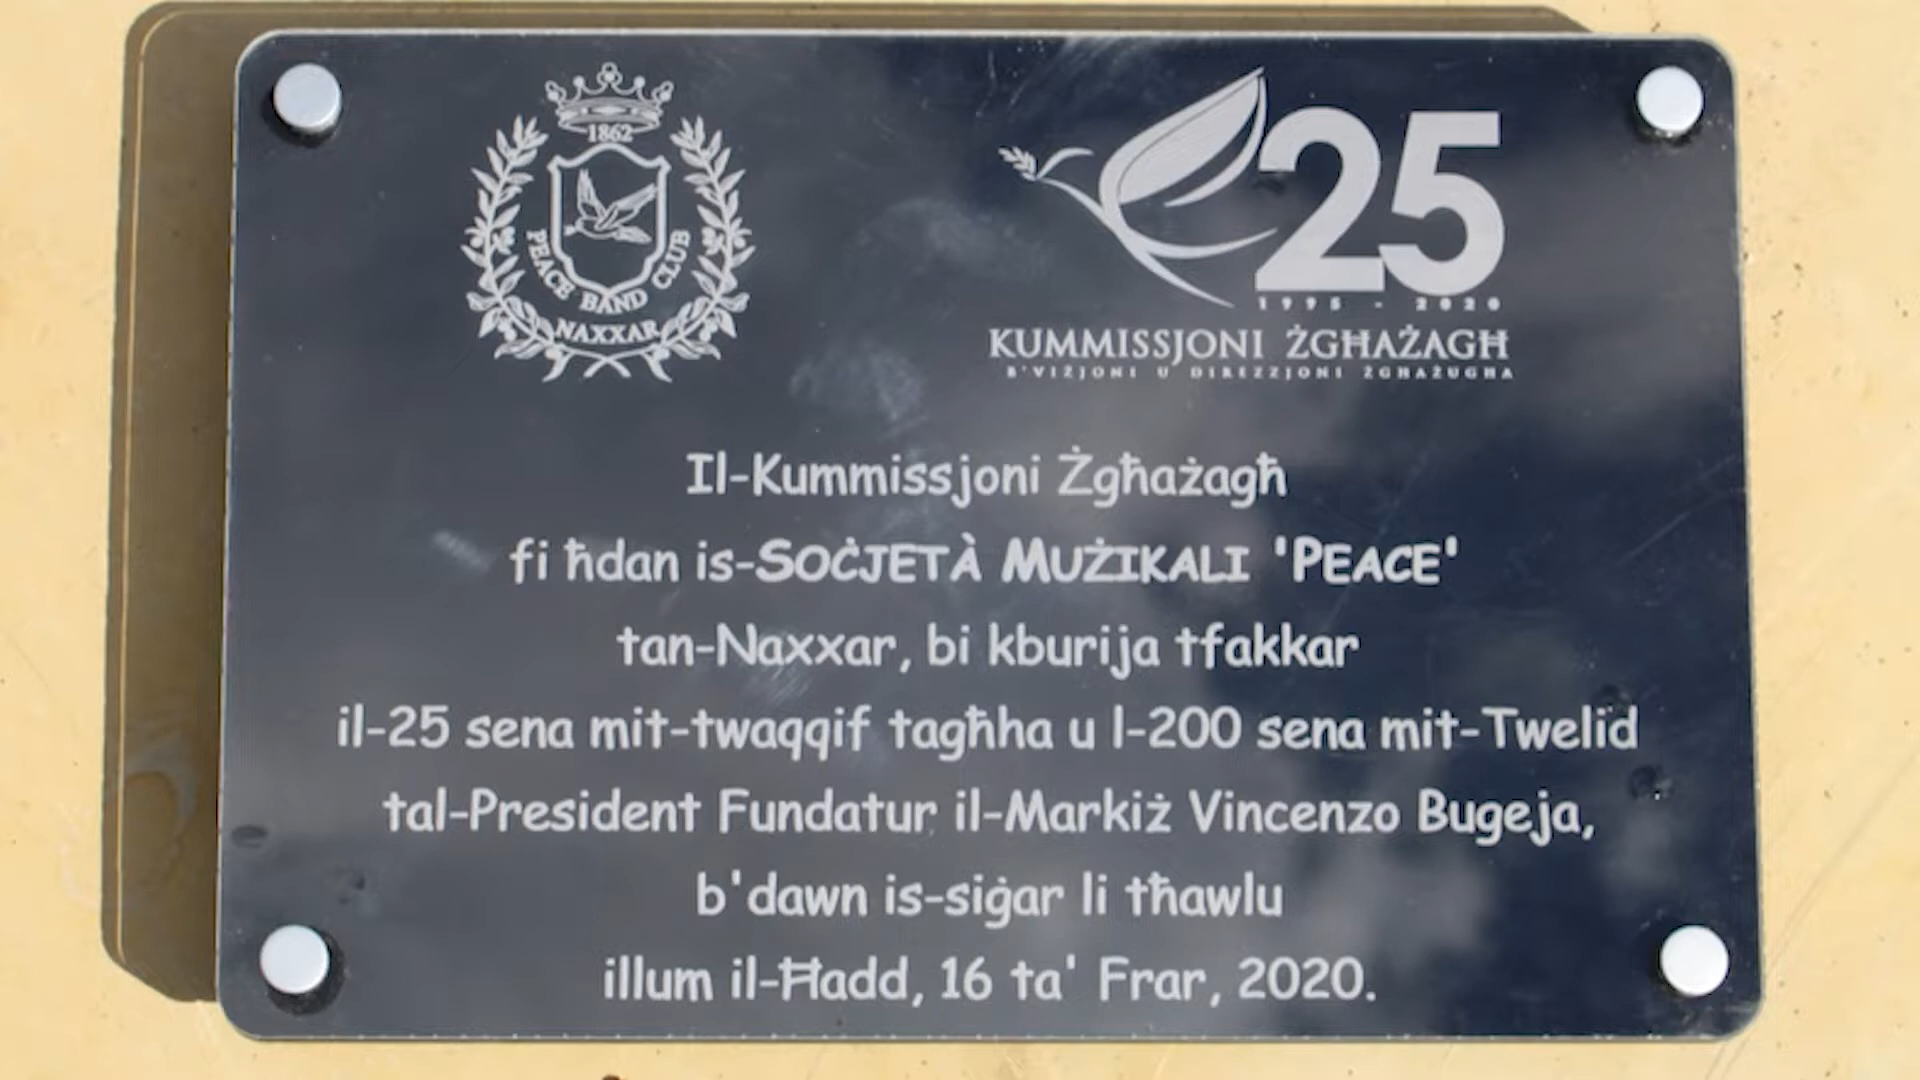 1862
PEACE BAND CLUB
NAXXAR
25
1995 - 2020
KUMMISSJONI ŻGĦAŻAGĦ
B'VIŻJONI U DIREZZJONI ŻGĦAŻUGĦA
Il-Kummissjoni Żgħażagħ
fi ħdan is-SOĊJETÀ MUŻIKALI 'PEACE'
tan-Naxxar, bi kburija tfakkar
il-25 sena mit-twaqqif tagħha u l-200 sena mit-Twelid
tal-President Fundatur il-Markiż Vincenzo Bugeja,
b'dawn is-siġar li tħawlu
illum il-Ħadd, 16 ta' Frar, 2020.